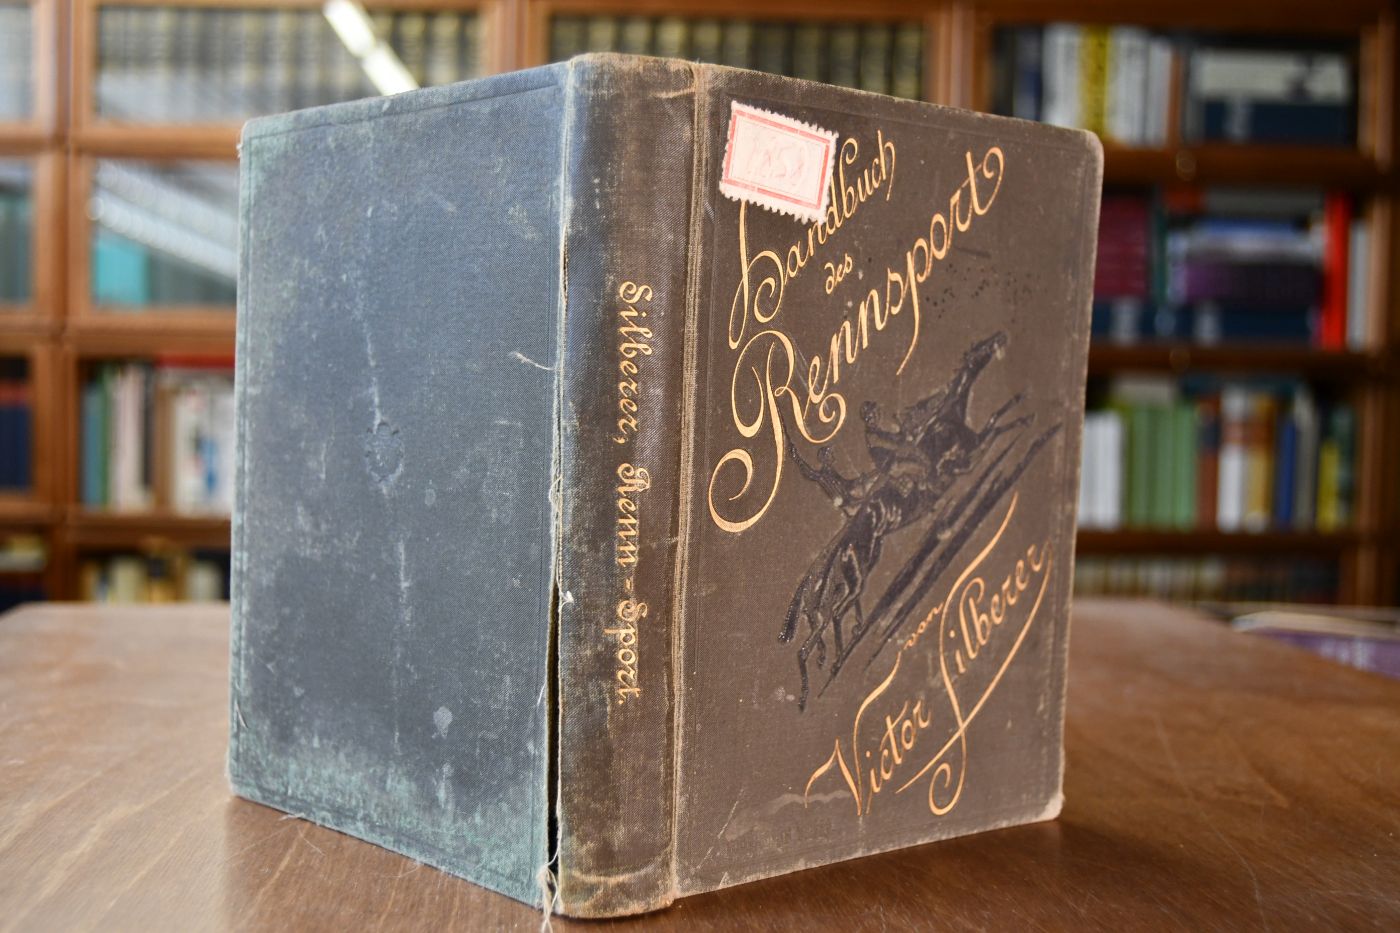 Handbuch
des
Rennsport
von
Victor Silberer
Silberer, Renn-Sport.